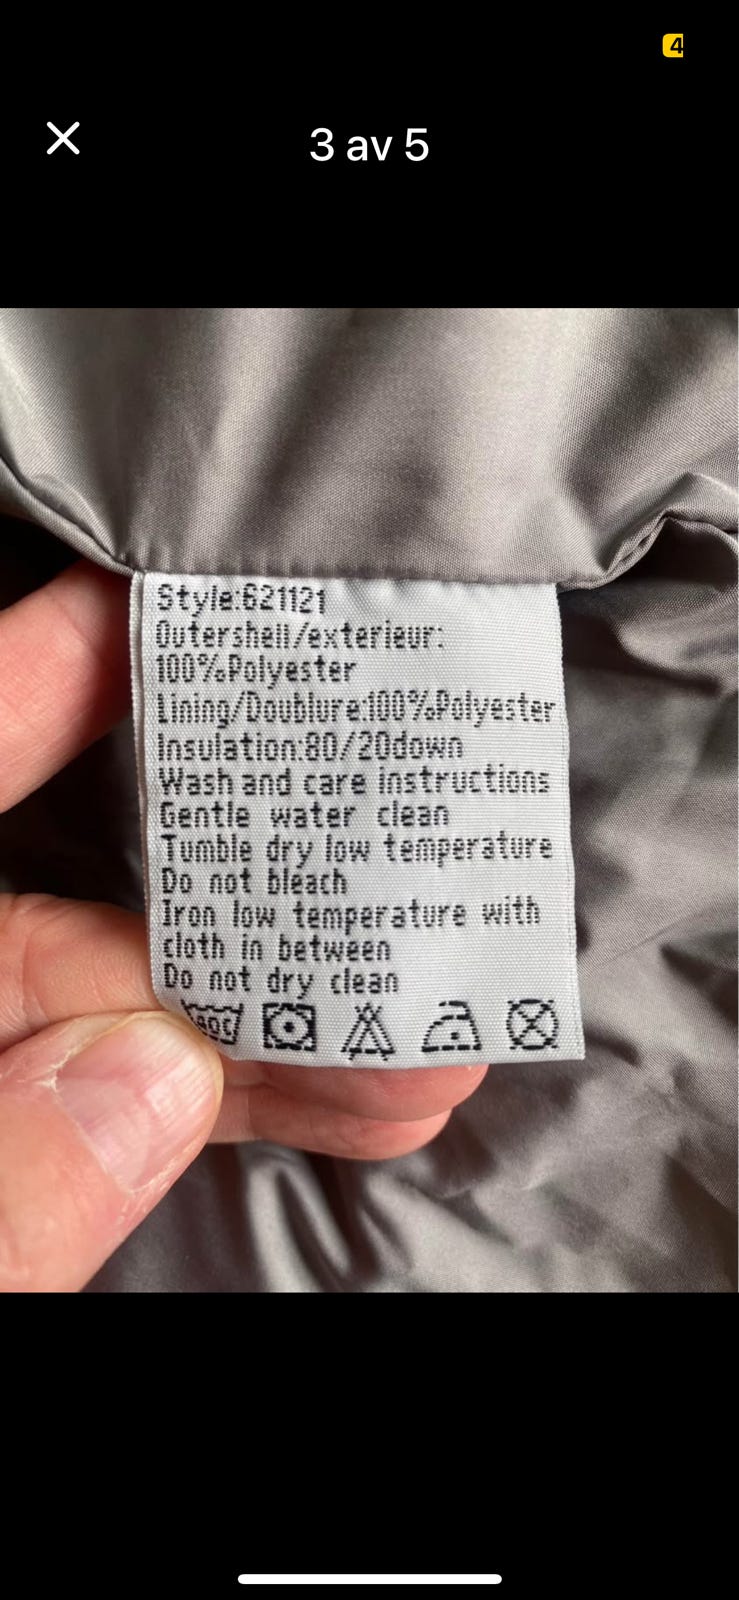 4
3 av 5
Style:621121
Outershell/exterieur:
100%Polyester
Lining/Doublure:100%Polyester
Insulation:80/20down
Wash and care instructions
Gentle water clean
Tumble dry low temperature
Do not bleach
Iron low temperature with
cloth in between
Do not dry clean